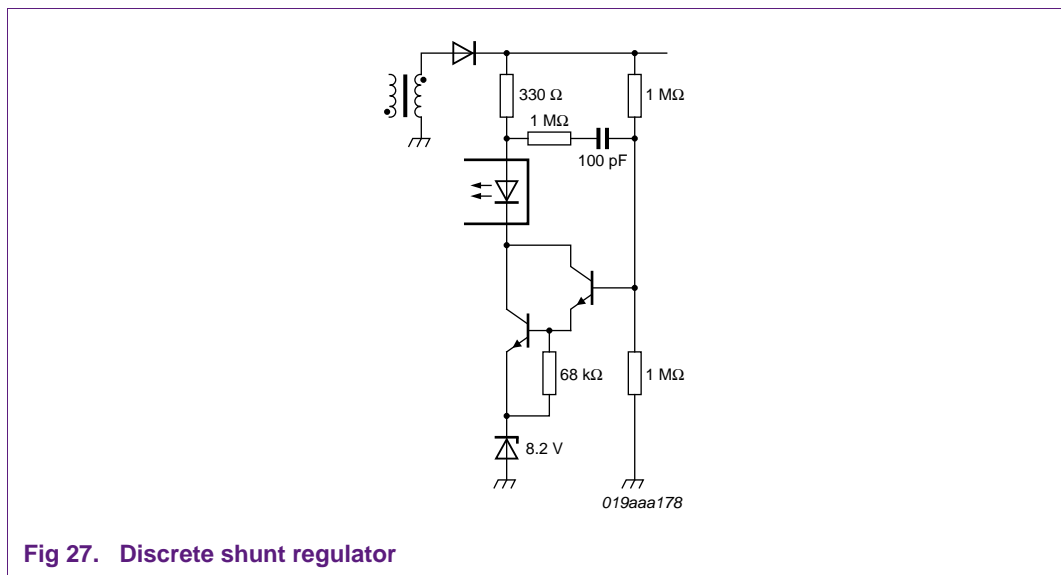 330 Ω
1 MΩ
1 MΩ
100 pF
68 kΩ
1 MΩ
8.2 V
019aaa178
Fig 27. Discrete shunt regulator